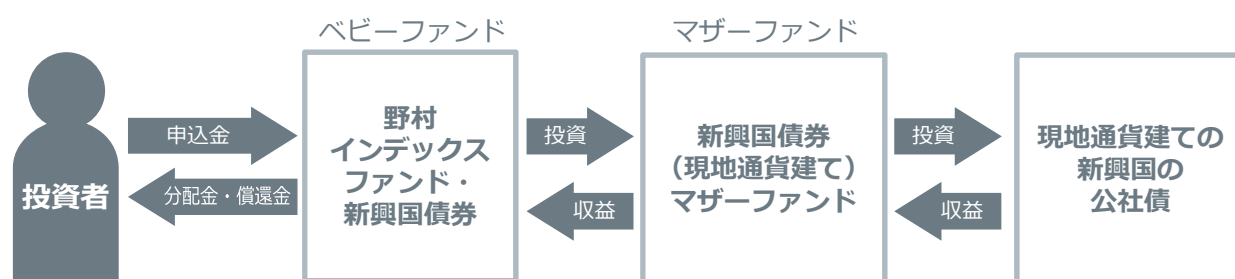 ベビーファンド
マザーファンド
投資者
申込金
分配金・償還金
野村
インデックス
ファンド・
新興国債券
投資
収益
新興国債券
（現地通貨建て）
マザーファンド
投資
収益
現地通貨建ての
新興国の
公社債